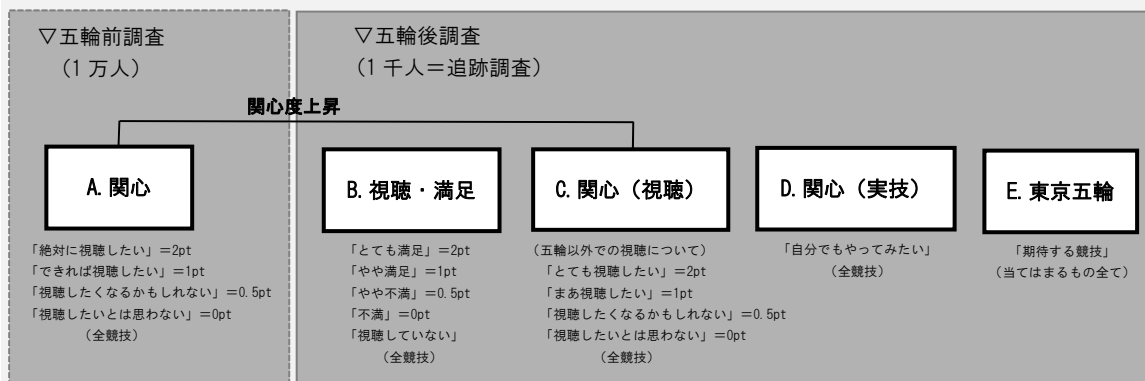 ▽五輪前調査
（1万人）
▽五輪後調査
（1千人＝追跡調査）
関心度上昇
A.関心
「絶対に視聴したい」＝2pt
「できれば視聴したい」＝1pt
「視聴したくなるかもしれない」＝0.5pt
「視聴したいとは思わない」＝0pt
（全競技）
B.視聴・満足
「とても満足」＝2pt
「やや満足」＝1pt
「やや不満」＝0.5pt
「不満」＝0pt
「視聴していない」
（全競技）
C.関心（視聴）
（五輪以外での視聴について）
「とても視聴したい」＝2pt
「まあ視聴したい」＝1pt
「視聴したくなるかもしれない」＝0.5pt
「視聴したいとは思わない」＝0pt
（全競技）
D.関心（実技）
「自分でもやってみたい」
（全競技）
E.東京五輪
「期待する競技」
（当てはまるもの全て）